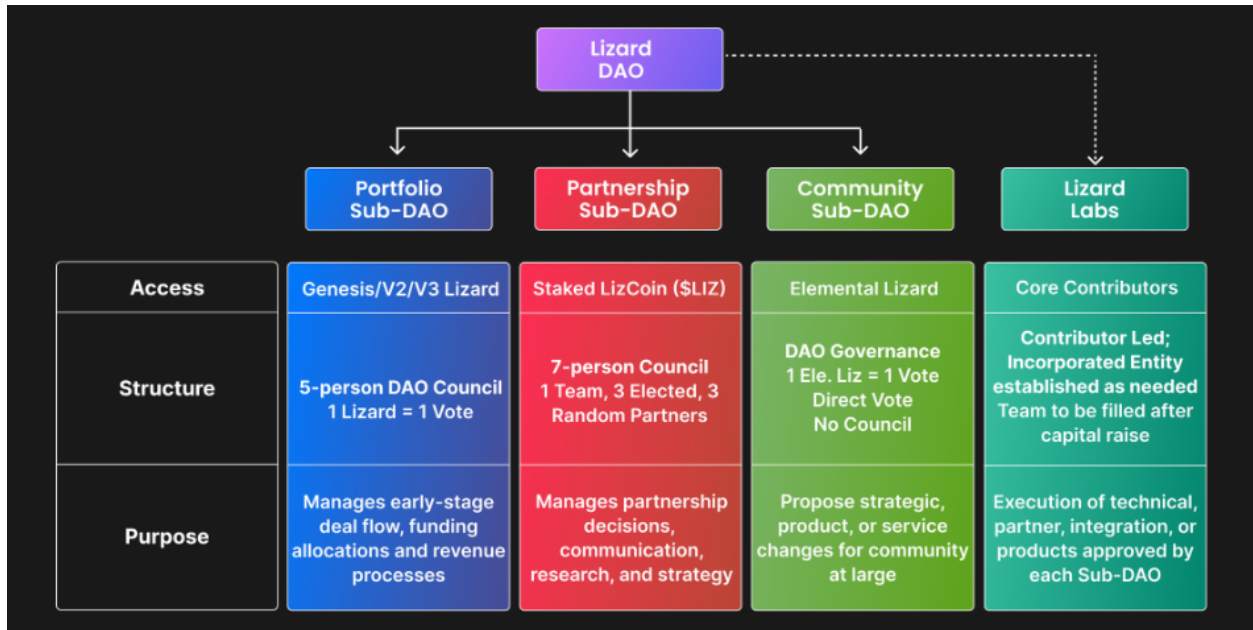 Lizard
DAO
Portfolio
Sub-DAO
Partnership
Sub-DAO
Community
Sub-DAO
Lizard
Labs
Access
Genesis/V2/V3 Lizard
Staked LizCoin ($LIZ)
Elemental Lizard
Core Contributors
Structure
5-person DAO Council
1 Lizard = 1 Vote
7-person Council
1 Team, 3 Elected, 3
Random Partners
DAO Governance
1 Ele. Liz = 1 Vote
Direct Vote
No Council
Contributor Led;
Incorporated Entity
established as needed
Team to be filled after
capital raise
Purpose
Manages early-stage
deal flow, funding
allocations and revenue
processes
Manages partnership
decisions,
communication,
research, and strategy
Propose strategic,
product, or service
changes for community
at large
Execution of technical,
partner, integration, or
products approved by
each Sub-DAO